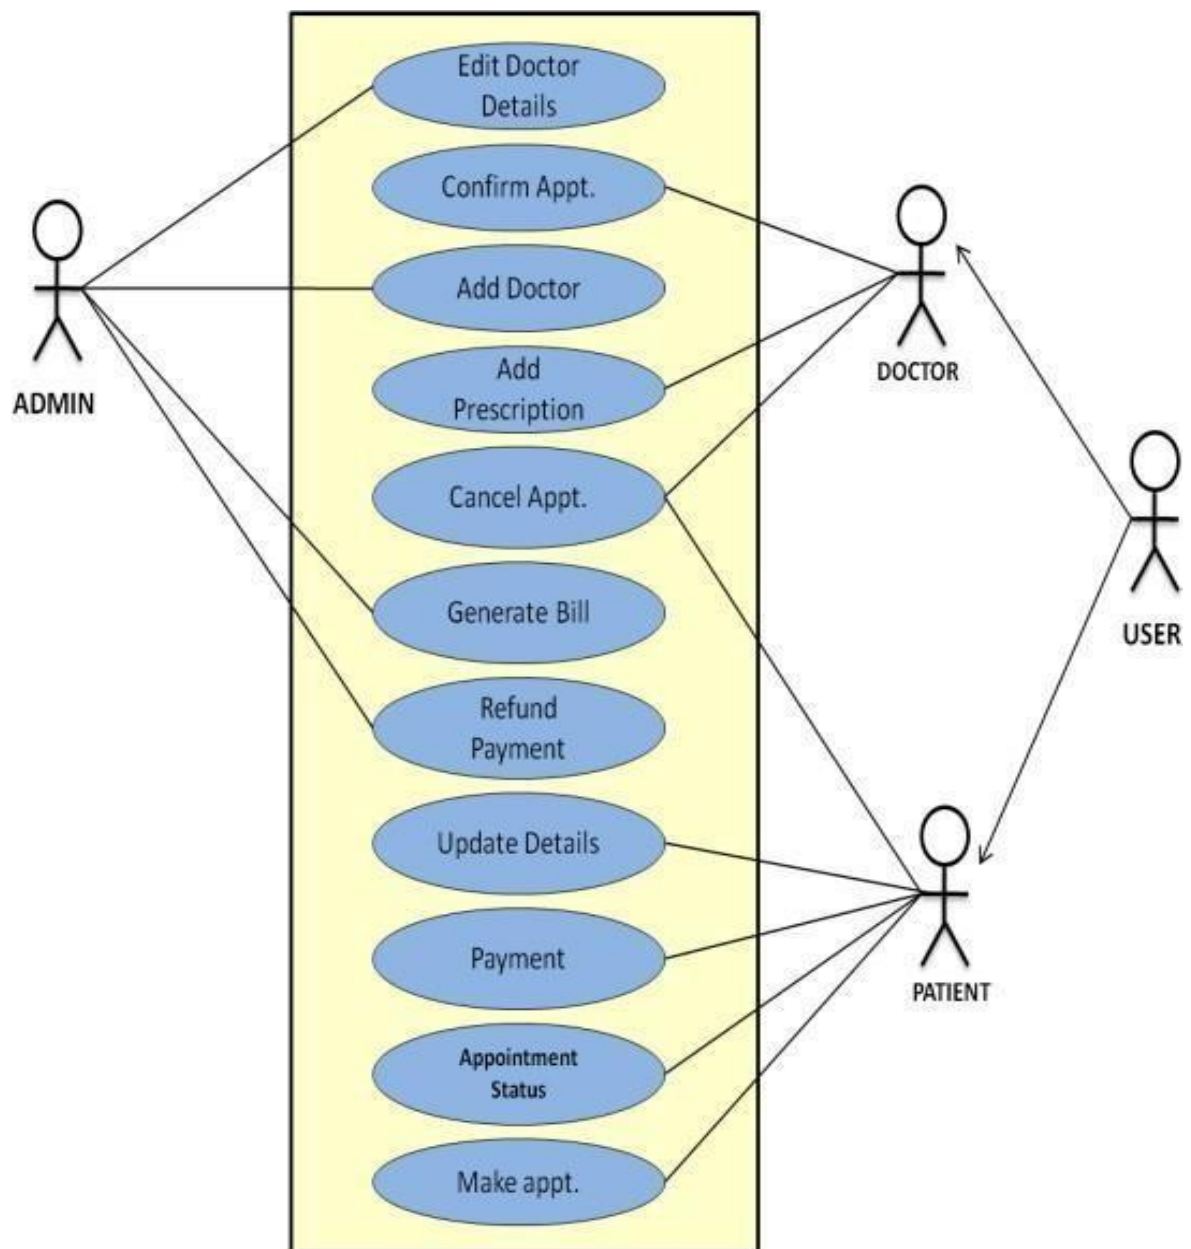 Edit Doctor
Details
Confirm Appt.
Add Doctor
Add
Prescription
Cancel Appt.
Generate Bill
Refund
Payment
Update Details
Payment
Appointment
Status
Make appt.
ADMIN
DOCTOR
USER
PATIENT